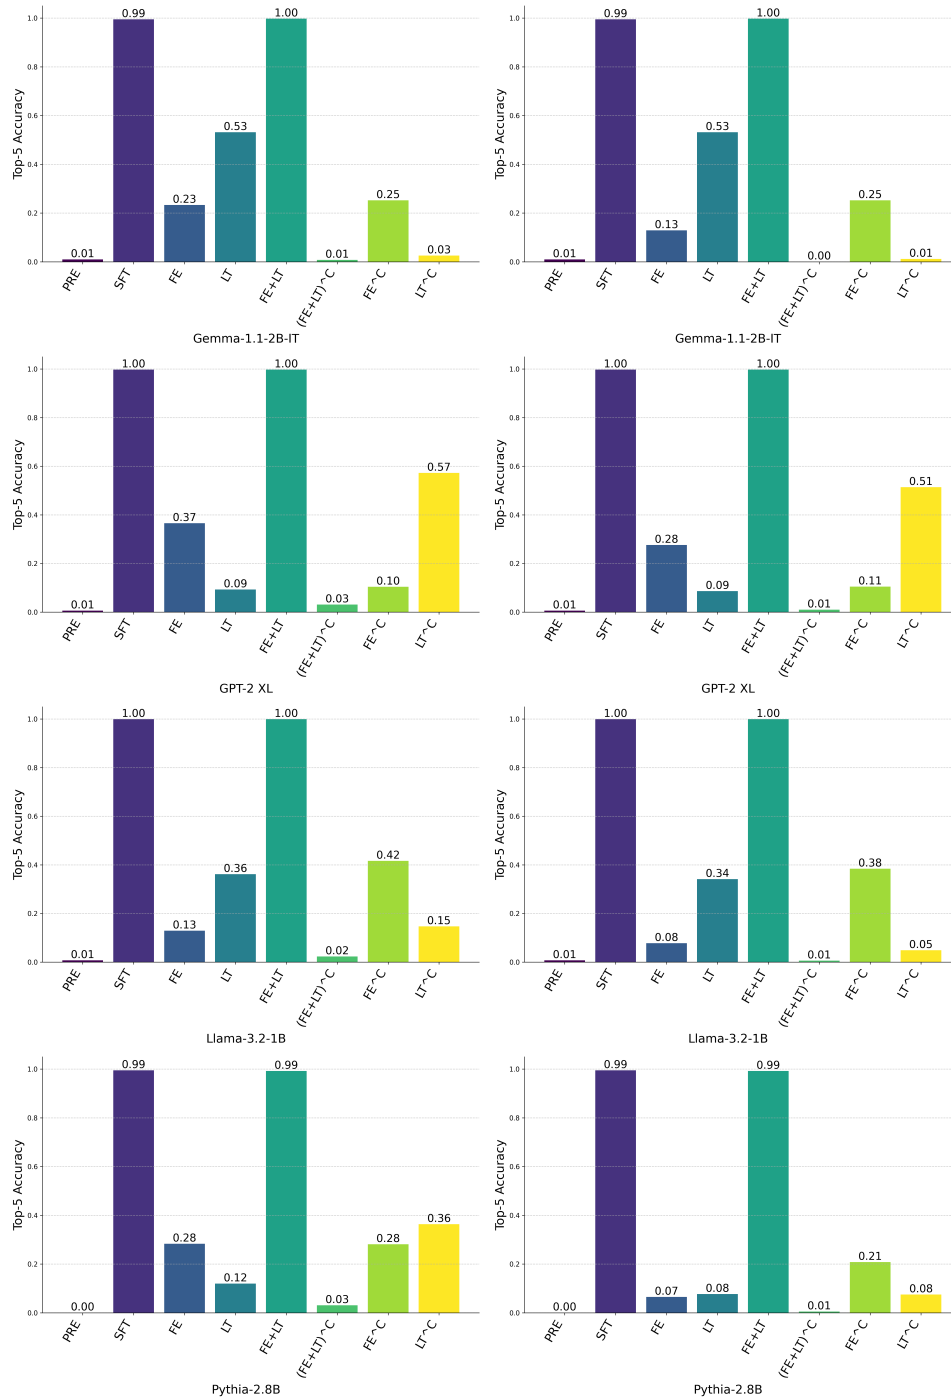 Top-5 Accuracy
1.0
0.8
0.6
0.4
0.2
0.0
0.01
0.99
0.23
0.53
1.00
0.01
0.25
0.03
PRE
SFT
FE
LT
FE+LT
(FE+LT)^C
FE^C
LT^C
Gemma-1.1-2B-IT
Top-5 Accuracy
1.0
0.8
0.6
0.4
0.2
0.0
0.01
0.99
0.13
0.53
1.00
0.00
0.25
0.01
PRE
SFT
FE
LT
FE+LT
(FE+LT)^C
FE^C
LT^C
Gemma-1.1-2B-IT
Top-5 Accuracy
1.0
0.8
0.6
0.4
0.2
0.0
0.01
1.00
0.37
0.09
1.00
0.03
0.10
0.57
PRE
SFT
FE
LT
FE+LT
(FE+LT)^C
FE^C
LT^C
GPT-2 XL
Top-5 Accuracy
1.0
0.8
0.6
0.4
0.2
0.0
0.01
1.00
0.28
0.09
1.00
0.01
0.11
0.51
PRE
SFT
FE
LT
FE+LT
(FE+LT)^C
FE^C
LT^C
GPT-2 XL
Top-5 Accuracy
1.0
0.8
0.6
0.4
0.2
0.0
0.01
1.00
0.13
0.36
1.00
0.02
0.42
0.15
PRE
SFT
FE
LT
FE+LT
(FE+LT)^C
FE^C
LT^C
Llama-3.2-1B
Top-5 Accuracy
1.0
0.8
0.6
0.4
0.2
0.0
0.01
1.00
0.08
0.34
1.00
0.01
0.38
0.05
PRE
SFT
FE
LT
FE+LT
(FE+LT)^C
FE^C
LT^C
Llama-3.2-1B
Top-5 Accuracy
1.0
0.8
0.6
0.4
0.2
0.0
0.00
0.99
0.28
0.12
0.99
0.03
0.28
0.36
PRE
SFT
FE
LT
FE+LT
(FE+LT)^C
FE^C
LT^C
Pythia-2.8B
Top-5 Accuracy
1.0
0.8
0.6
0.4
0.2
0.0
0.00
0.99
0.07
0.08
0.99
0.01
0.21
0.08
PRE
SFT
FE
LT
FE+LT
(FE+LT)^C
FE^C
LT^C
Pythia-2.8B